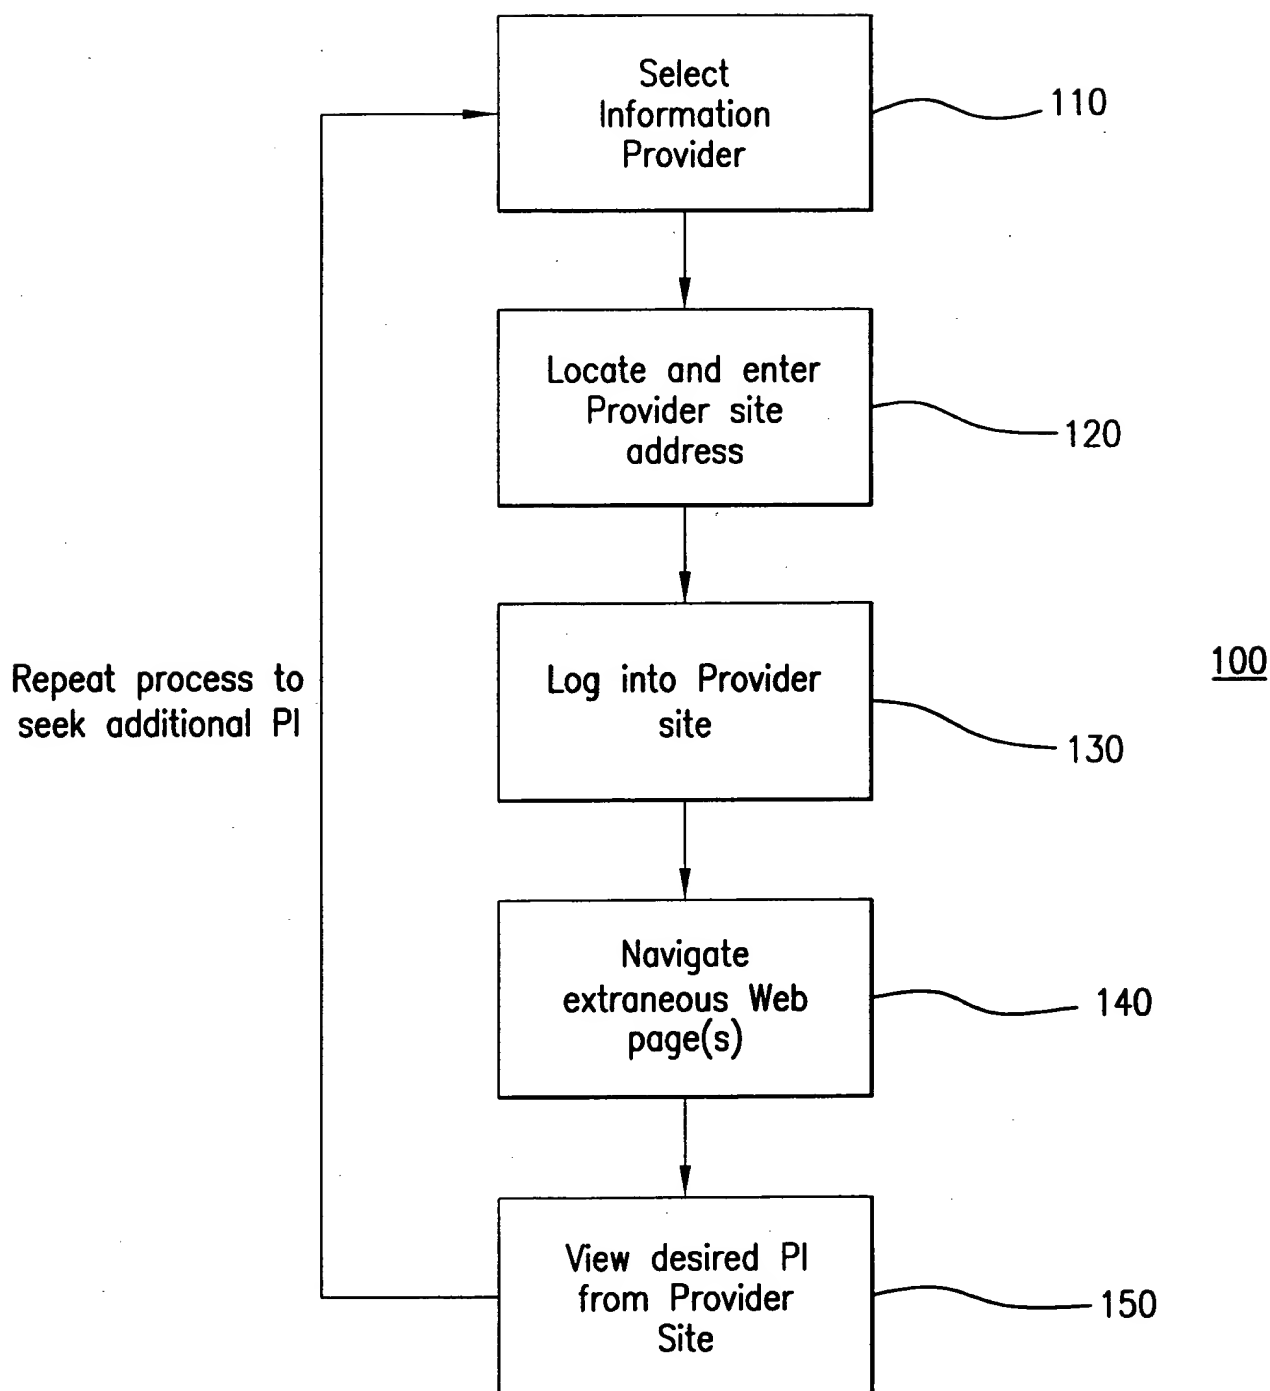 Select
Information
Provider
110
Locate and enter
Provider site
address
120
Log into Provider
site
130
100
Repeat process to
seek additional PI
Navigate
extraneous Web
page(s)
140
View desired PI
from Provider
Site
150